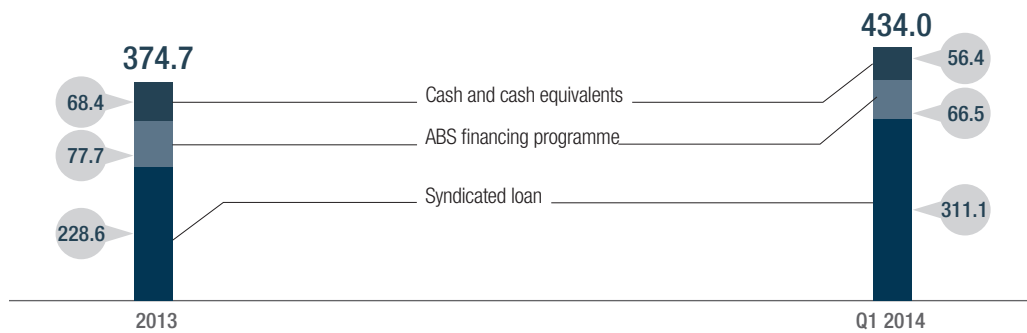 374.7
434.0
56.4
68.4
Cash and cash equivalents
66.5
ABS financing programme
77.7
Syndicated loan
311.1
228.6
2013
Q1 2014